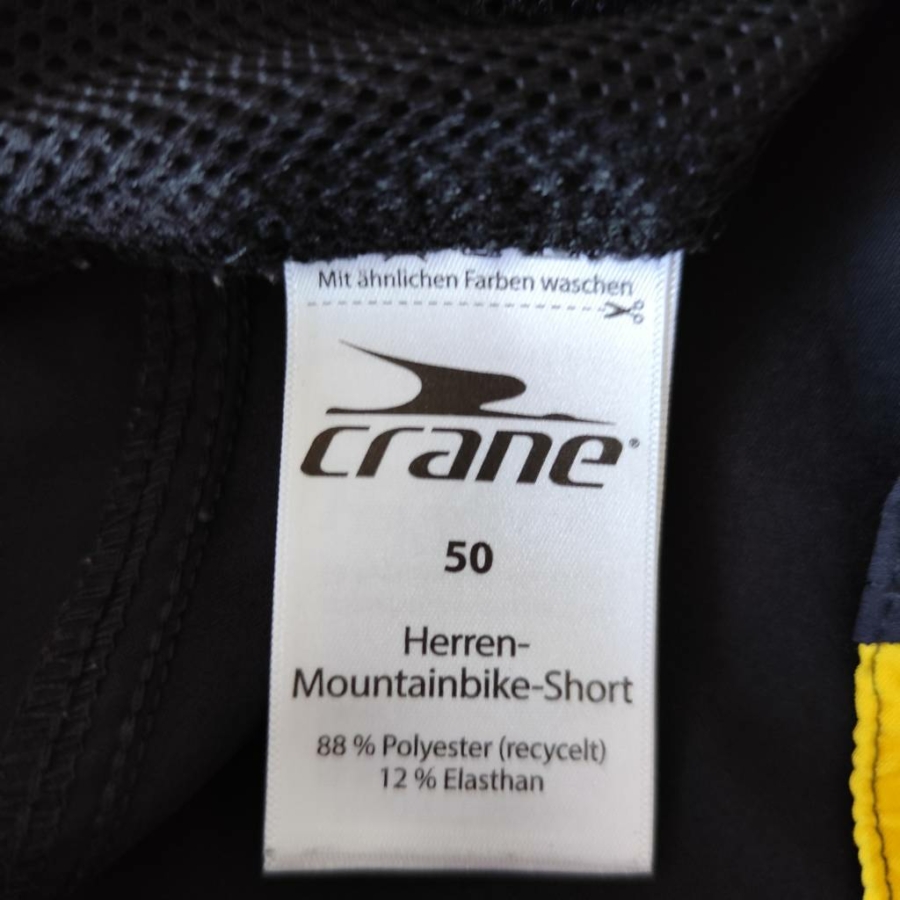 Mit ähnlichen Farben waschen
crane®
50
Herren-
Mountainbike-Short
88 % Polyester (recycelt)
12 % Elasthan